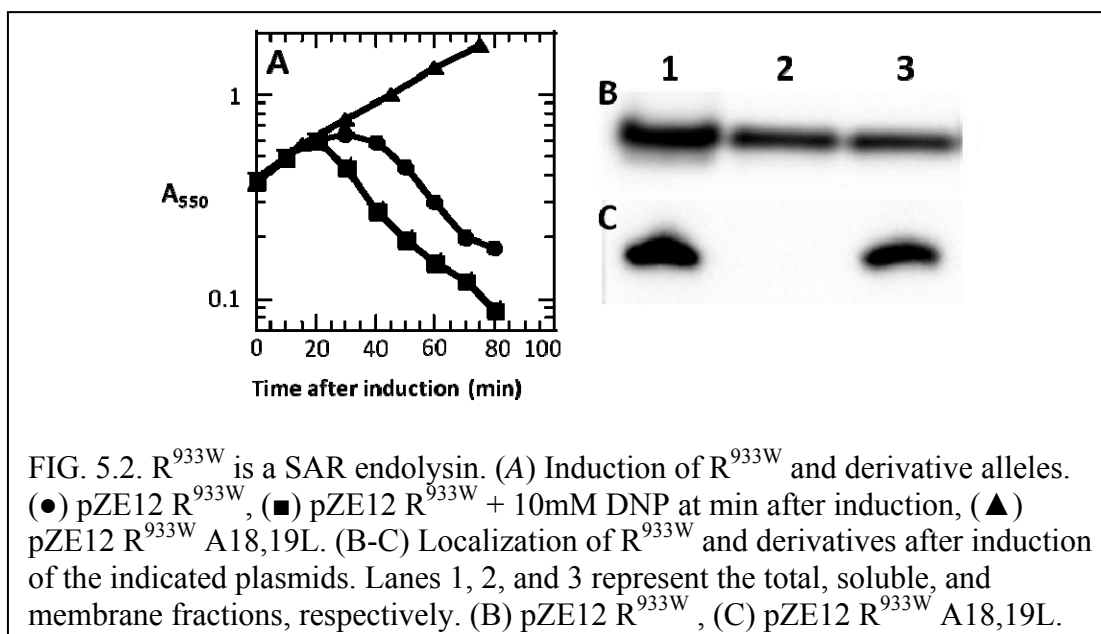 A
1
A550
0.1
0 20 40 60 80 100
Time after induction (min)
1 2 3
B
C
FIG. 5.2. R933W is a SAR endolysin. (A) Induction of R933W and derivative alleles.
(●) pZE12 R933W, (■) pZE12 R933W + 10mM DNP at min after induction, (▲)
pZE12 R933W A18,19L. (B-C) Localization of R933W and derivatives after induction
of the indicated plasmids. Lanes 1, 2, and 3 represent the total, soluble, and
membrane fractions, respectively. (B) pZE12 R933W , (C) pZE12 R933W A18,19L.